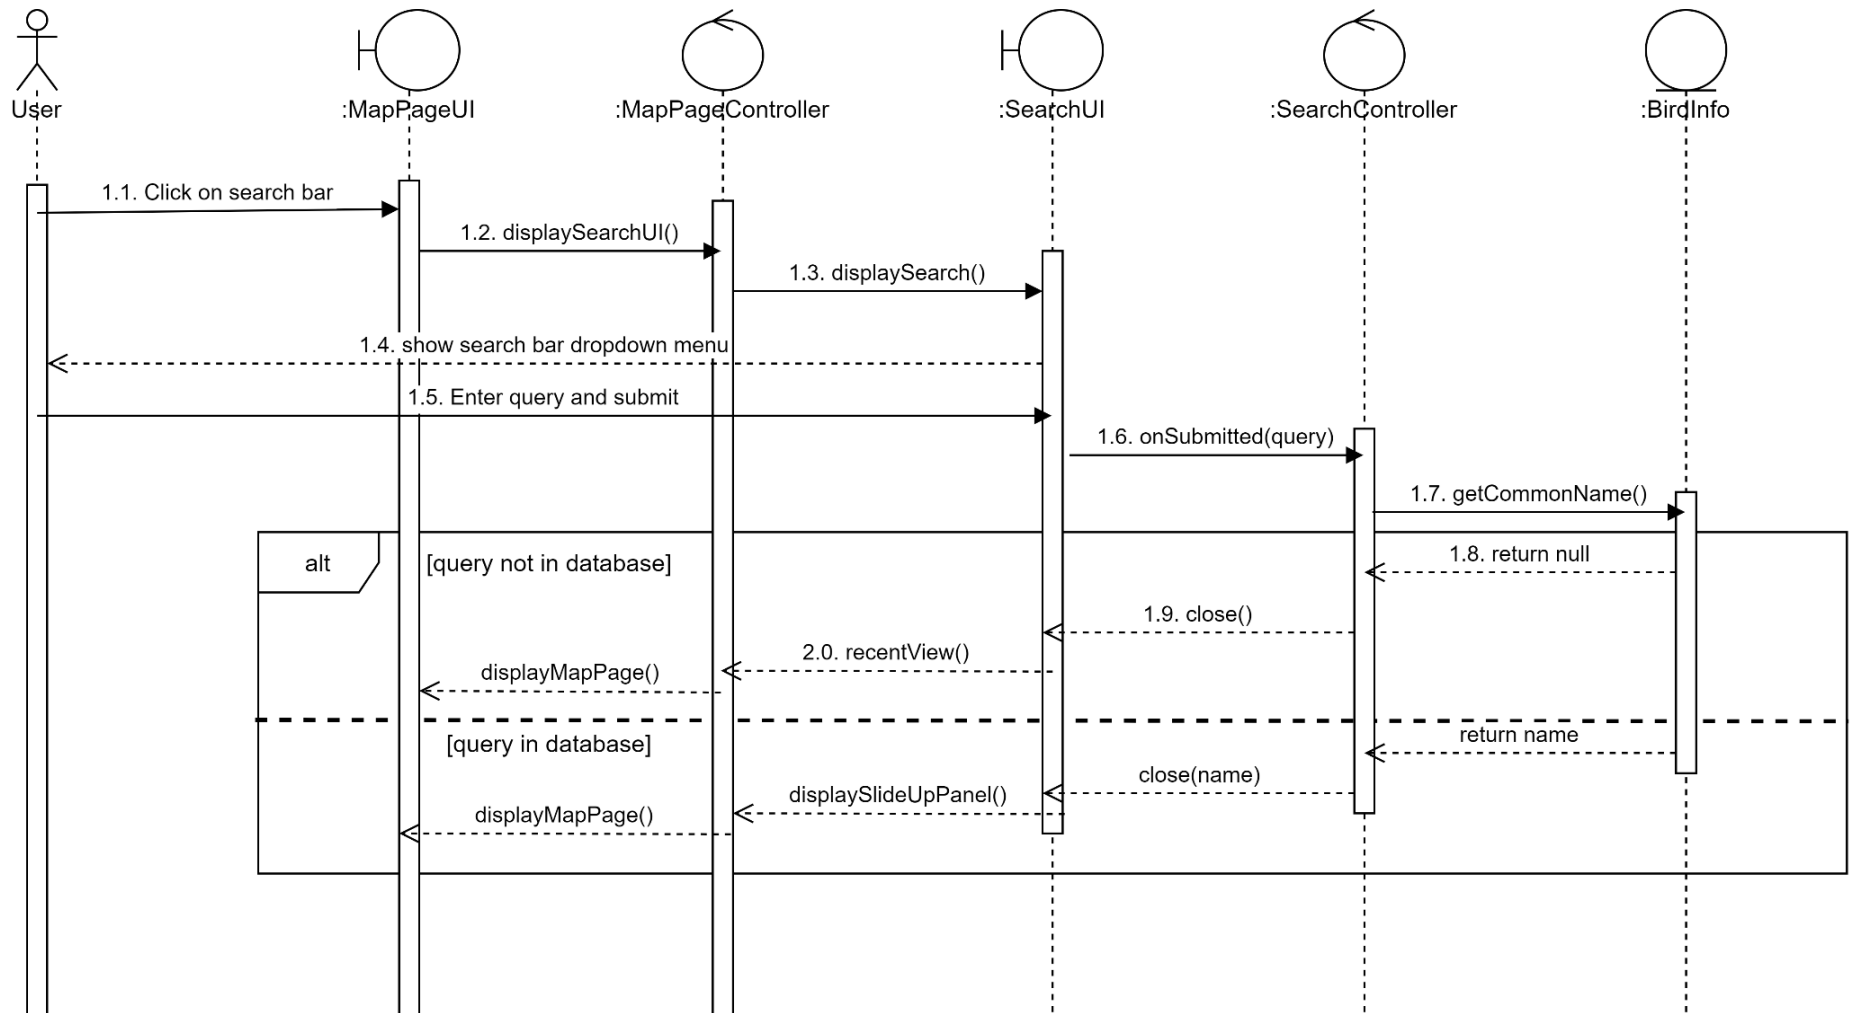 User
:MapPageUI
:MapPageController
:SearchUI
:SearchController
:BirdInfo
1.1. Click on search bar
1.2. displaySearchUI()
1.3. displaySearch()
1.4. show search bar dropdown menu
1.5. Enter query and submit
1.6. onSubmitted(query)
1.7. getCommonName()
alt
[query not in database]
1.8. return null
1.9. close()
2.0. recentView()
displayMapPage()
[query in database]
return name
close(name)
displaySlideUpPanel()
displayMapPage()